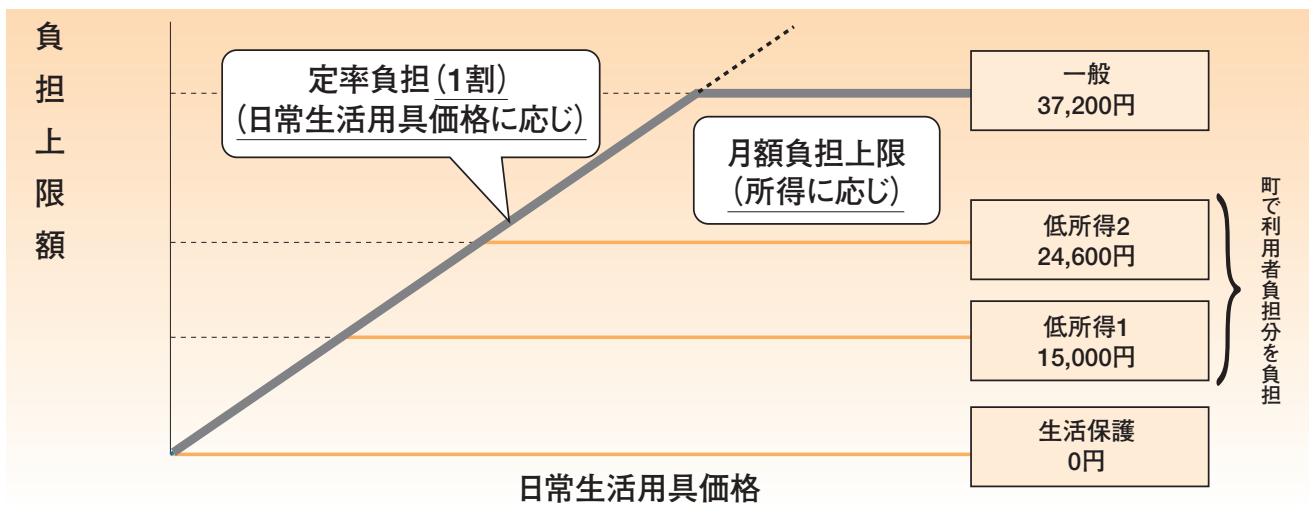 負担上限額
定率負担（1割）
（日常生活用具価格に応じ）
月額負担上限
（所得に応じ）
一般
37,200円
低所得2
24,600円
低所得1
15,000円
生活保護
0円
町で利用者負担分を負担
日常生活用具価格